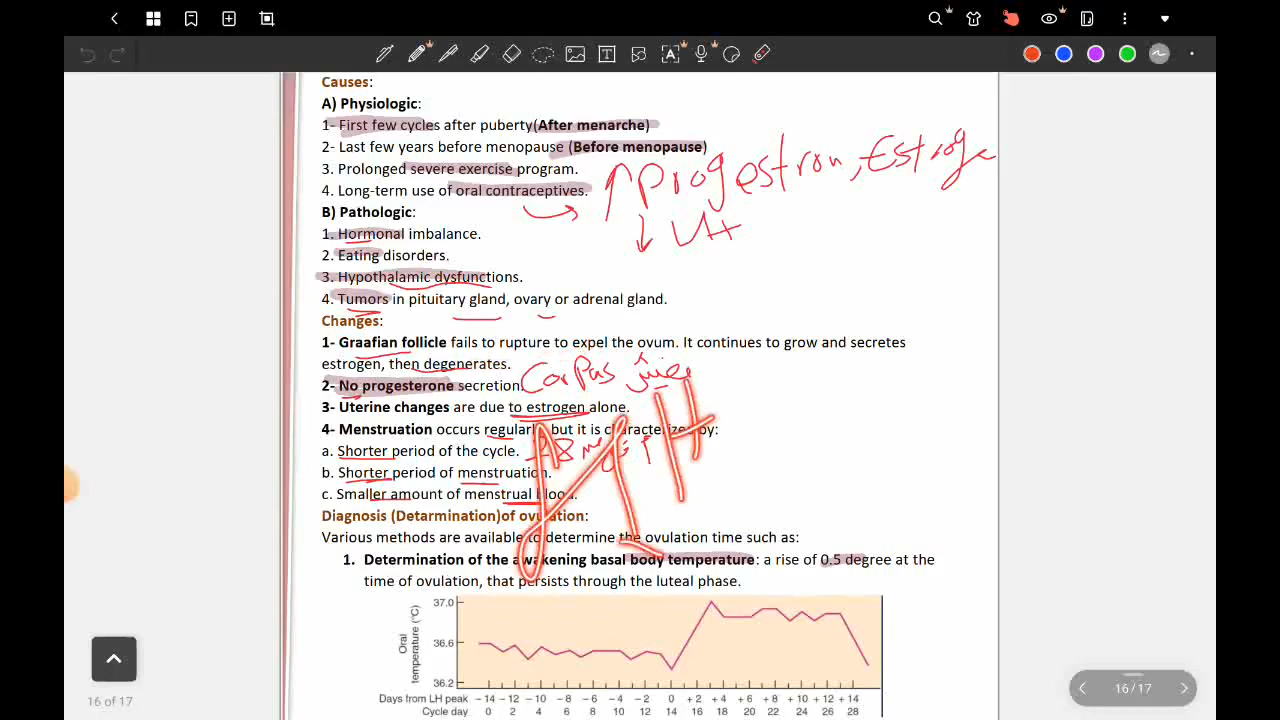 Causes:
A) Physiologic:
1- First few cycles after puberty(After menarche)
2- Last few years before menopause (Before menopause)
3. Prolonged severe exercise program.
4. Long-term use of oral contraceptives.
↑ Progestron, Estroge
↓ LH
B) Pathologic:
1. Hormonal imbalance.
2. Eating disorders.
3. Hypothalamic dysfunctions.
4. Tumors in pituitary gland, ovary or adrenal gland.
Changes:
1- Graafian follicle fails to rupture to expel the ovum. It continues to grow and secretes
estrogen, then degenerates.
2- No progesterone secretion.
Corpas
3- Uterine changes are due to estrogen alone.
4- Menstruation occurs regularly but it is characterized by:
a. Shorter period of the cycle.
b. Shorter period of menstruation.
c. Smaller amount of menstrual blood.
Diagnosis (Detarmination)of ovulation:
Various methods are available to determine the ovulation time such as:
1. Determination of the awakening basal body temperature: a rise of 0.5 degree at the
time of ovulation, that persists through the luteal phase.
Oral
temperature (°C)
37.0
36.6
36.2
Days from LH peak −14 −12 −10 −8 −6 −4 −2 0 +2 +4 +6 +8 +10 +12 +14
Cycle day 0 2 4 6 8 10 12 14 16 18 20 22 24 26 28
16 of 17
16/17